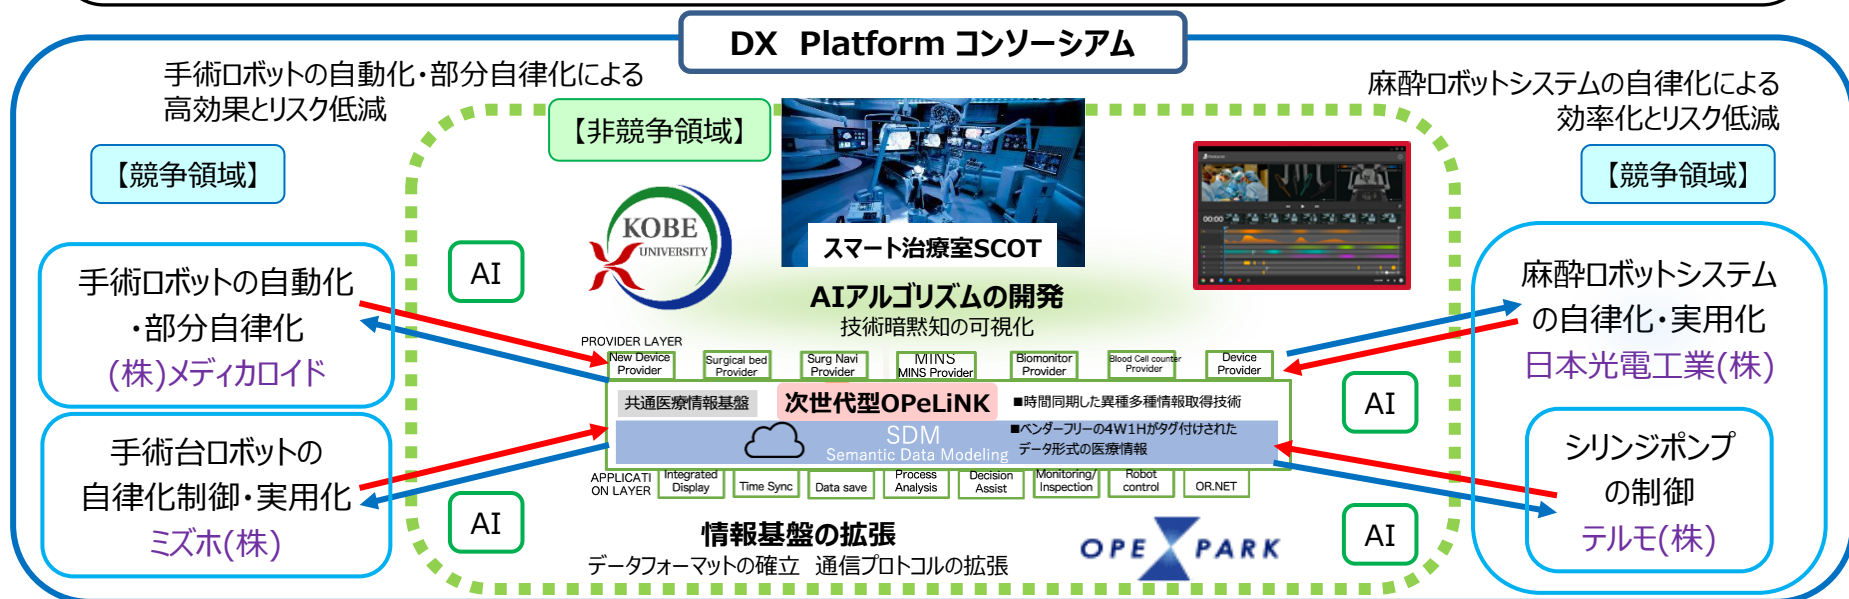 DX Platform コンソーシアム
手術ロボットの自動化・部分自律化による
高効果とリスク低減
【競争領域】
手術ロボットの自動化
・部分自律化
(株)メディカロイド
手術台ロボットの
自律化制御・実用化
ミズホ(株)
【非競争領域】
KOBE
UNIVERSITY
スマート治療室SCOT
AIアルゴリズムの開発
技術暗黙知の可視化
AI
AI
PROVIDER LAYER
New Device
Provider
Surgical bed
Provider
Surg Navi
Provider
MINS
MINS Provider
Biomonitor
Provider
Blood Cell counter
Provider
Device
Provider
共通医療情報基盤
次世代型OPeLiNK
■時間同期した異種多種情報取得技術
SDM
Semantic Data Modeling
■ベンダーフリーの4W1Hがタグ付けされた
データ形式の医療情報
APPLICATI
ON LAYER
Integrated
Display
Time Sync
Data save
Process
Analysis
Decision
Assist
Monitoring/
Inspection
Robot
control
OR.NET
情報基盤の拡張
データフォーマットの確立 通信プロトコルの拡張
OPE PARK
AI
AI
麻酔ロボットシステムの自律化による
効率化とリスク低減
【競争領域】
麻酔ロボットシステム
の自律化・実用化
日本光電工業(株)
シリンジポンプ
の制御
テルモ(株)
00:00